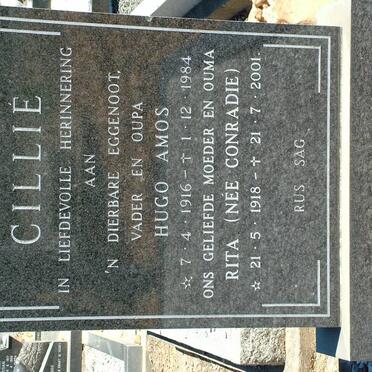 CILLIÉ
IN LIEFDEVOLLE HERINNERING
AAN
'N DIERBARE EGGENOOT,
VADER EN OUPA
HUGO AMOS
☆ 7 · 4 · 1916 – ✝ 1 · 12 · 1984
ONS GELIEFDE MOEDER EN OUMA
RITA (NÉE CONRADIE)
☆ 21 · 5 · 1918 – ✝ 21 · 7 · 2001
RUS SAG